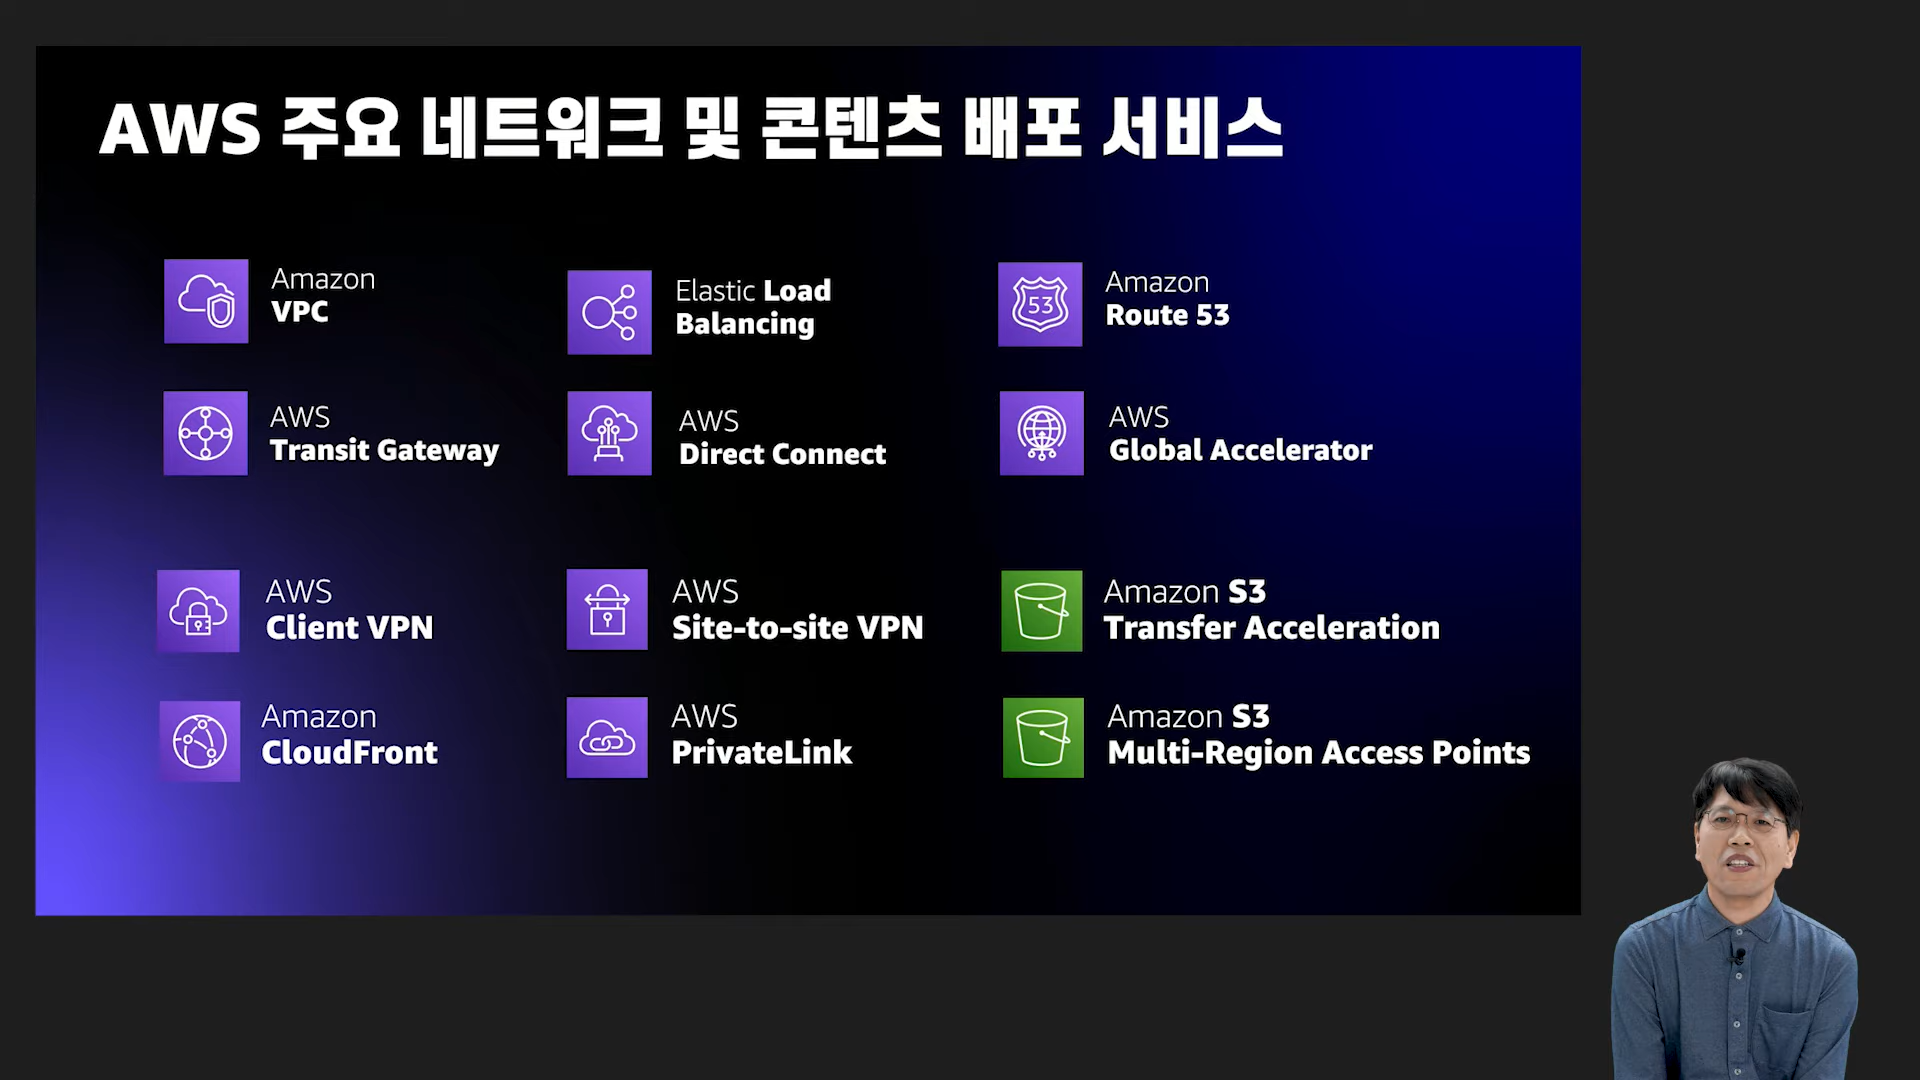 AWS 주요 네트워크 및 콘텐츠 배포 서비스
Amazon
VPC
Elastic Load
Balancing
53
Amazon
Route 53
AWS
Transit Gateway
AWS
Direct Connect
AWS
Global Accelerator
AWS
Client VPN
AWS
Site-to-site VPN
Amazon S3
Transfer Acceleration
Amazon
CloudFront
AWS
PrivateLink
Amazon S3
Multi-Region Access Points